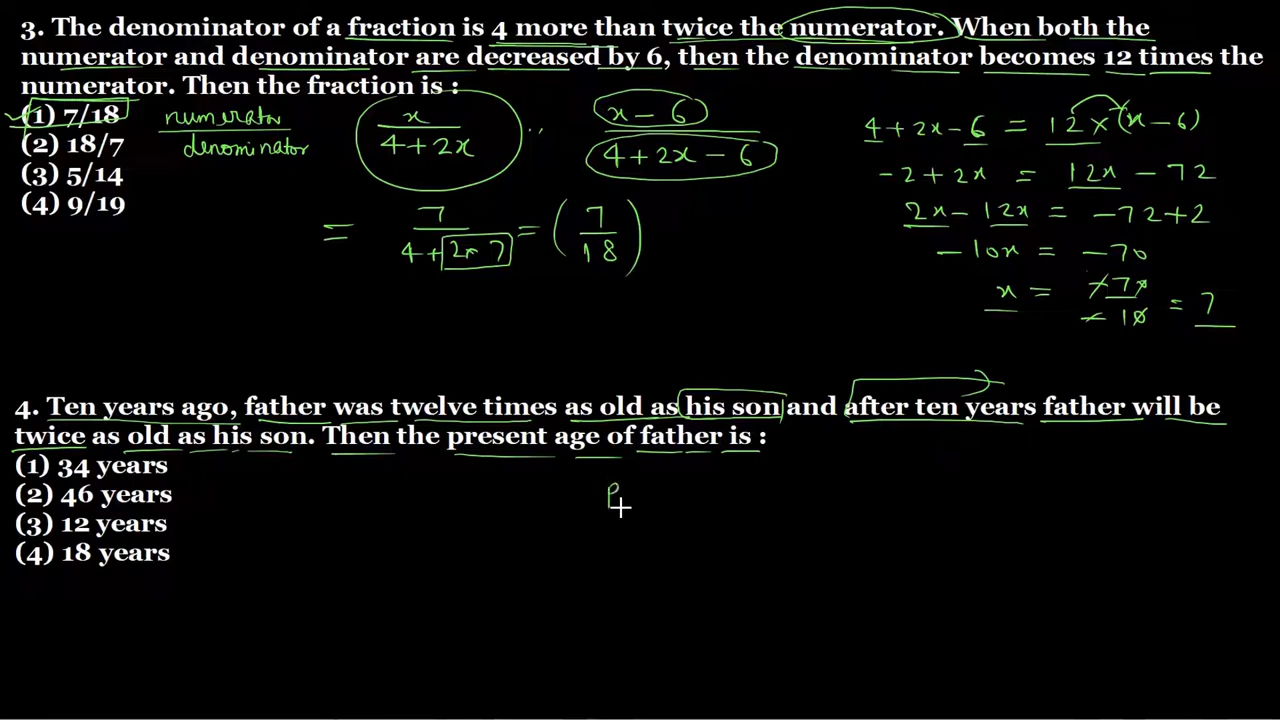 3. The denominator of a fraction is 4 more than twice the numerator. When both the
numerator and denominator are decreased by 6, then the denominator becomes 12 times the
numerator. Then the fraction is :
(1) 7/18
(2) 18/7
(3) 5/14
(4) 9/19
numerator
denominator
x
4 + 2x
x - 6
4 + 2x - 6
= 7
4 + 2x 7
= ( 7
18 )
4 + 2x - 6 = 12 x (x - 6)
- 2 + 2x = 12x - 72
2x - 12x = - 72 + 2
- 10x = - 70
x = - 70
- 10
= 7
4. Ten years ago, father was twelve times as old as his son and after ten years father will be
twice as old as his son. Then the present age of father is :
(1) 34 years
(2) 46 years
(3) 12 years
(4) 18 years
P